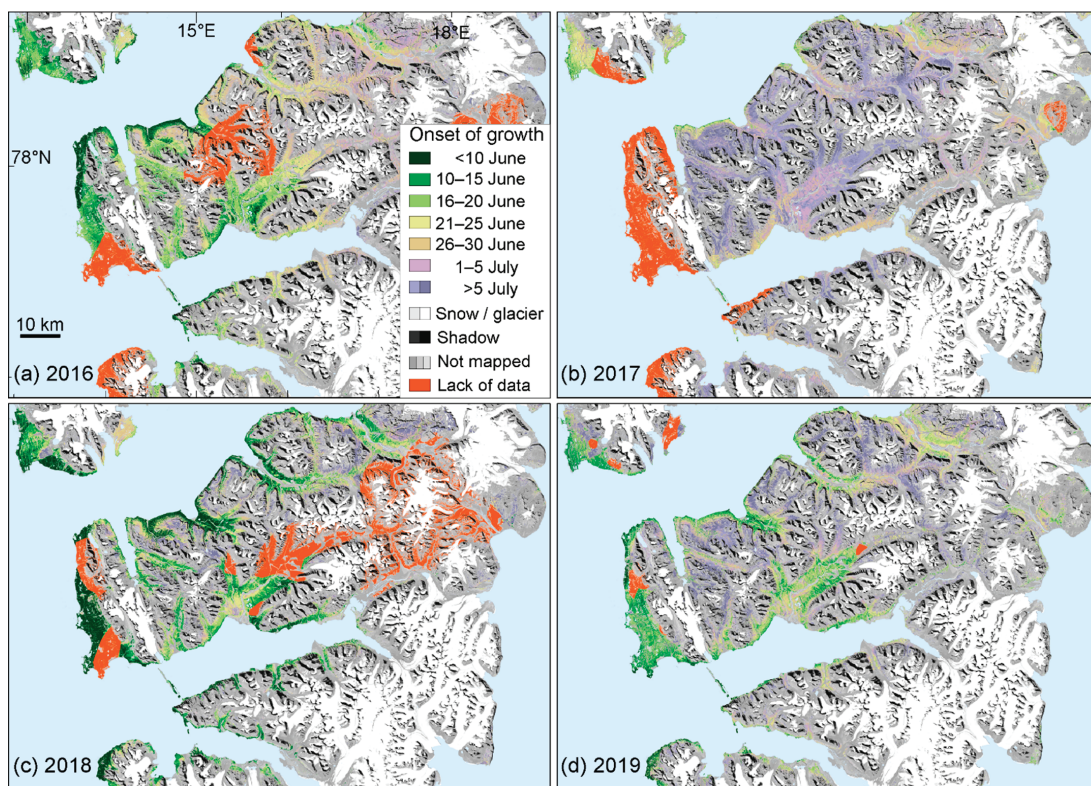 15°E
18°E
78°N
Onset of growth
<10 June
10–15 June
16–20 June
21–25 June
26–30 June
1–5 July
>5 July
Snow / glacier
Shadow
Not mapped
Lack of data
10 km
(a) 2016
(b) 2017
(c) 2018
(d) 2019